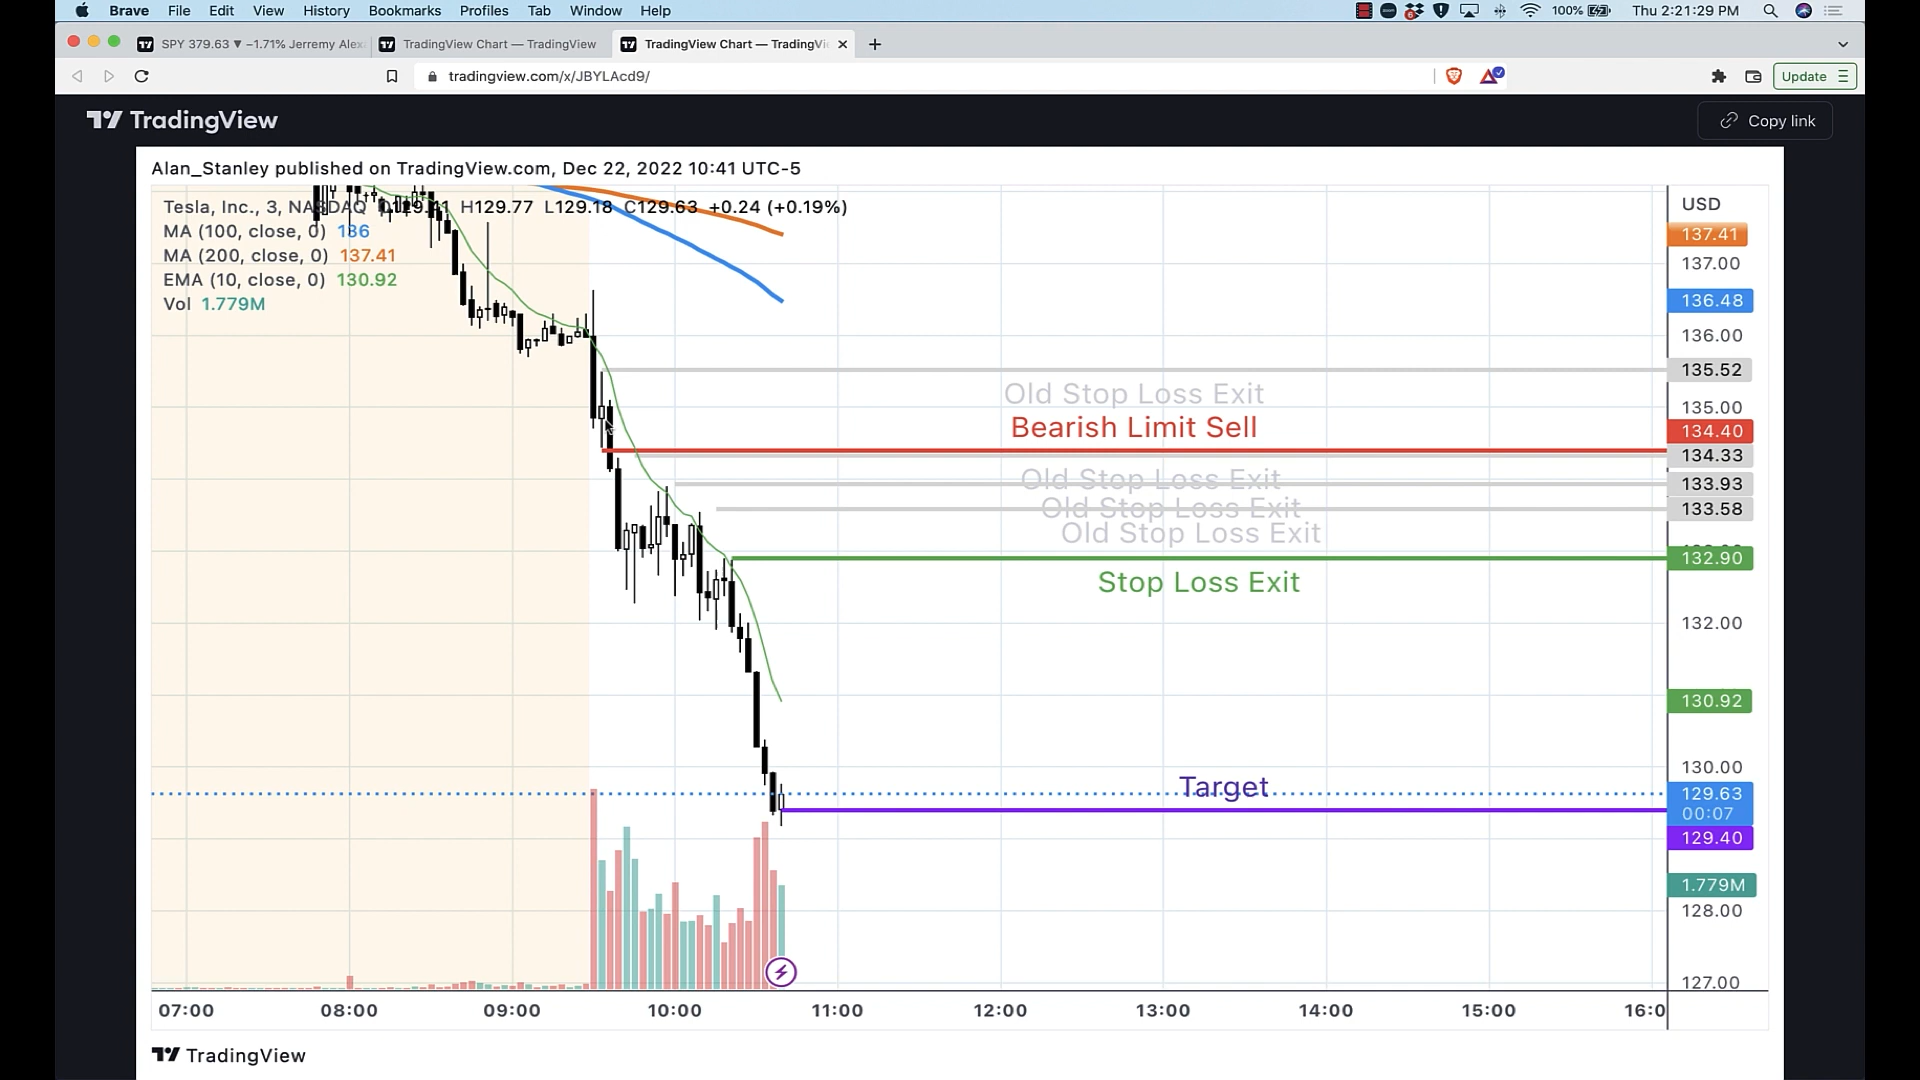 Brave File Edit View History Bookmarks Profiles Tab Window Help 6 100% Thu 2:21:29 PM
SPY 379.63 ▼ −1.71% Jerremy Alex TradingView Chart — TradingView TradingView Chart — TradingVi
tradingview.com/x/JBYLAcd9/ Update
TradingView Copy link
Alan_Stanley published on TradingView.com, Dec 22, 2022 10:41 UTC-5
Tesla, Inc., 3, NASDAQ H129.77 L129.18 C129.63 +0.24 (+0.19%)
MA (100, close, 0)
MA (200, close, 0) 137.41
EMA (10, close, 0) 130.92
Vol 1.779M
USD
137.41
137.00
136.48
136.00
135.52
Old Stop Loss Exit
135.00
Bearish Limit Sell
134.40
134.33
Old Stop Loss Exit
133.93
Old Stop Loss Exit
133.58
Old Stop Loss Exit
132.90
Stop Loss Exit
132.00
130.92
130.00
Target
129.63
00:07
129.40
1.779M
128.00
127.00
07:00 08:00 09:00 10:00 11:00 12:00 13:00 14:00 15:00 16:0
TradingView